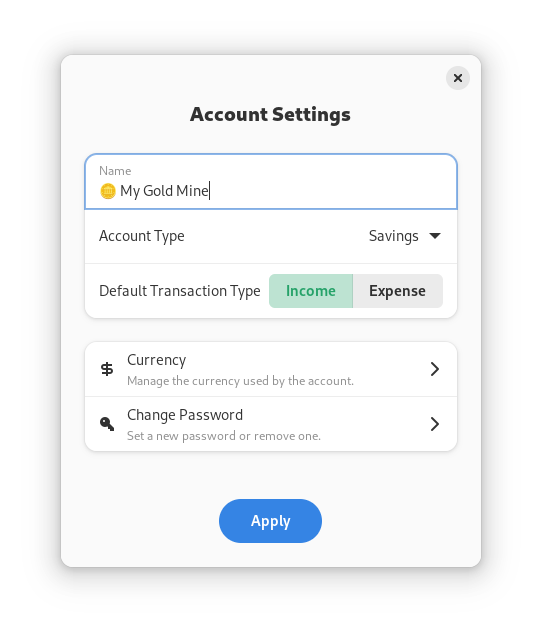 Account Settings
Name
🪙 My Gold Mine
Account Type
Savings
Default Transaction Type
Income
Expense
Currency
Manage the currency used by the account.
Change Password
Set a new password or remove one.
Apply